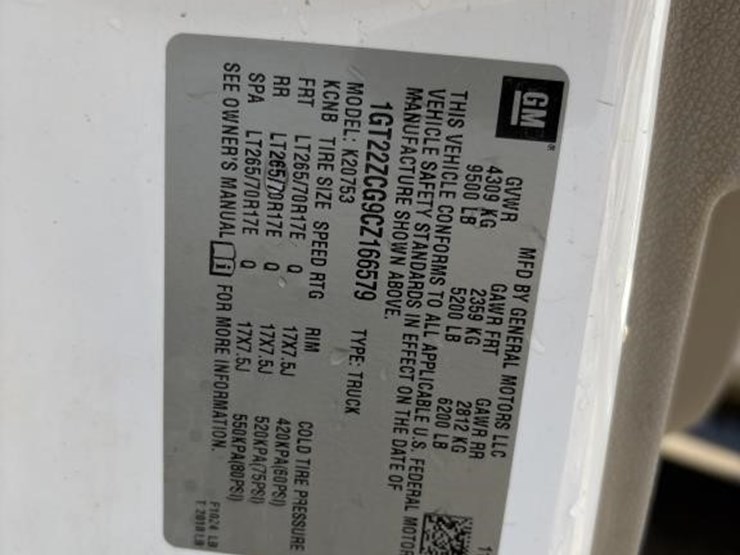 GM
MFD BY GENERAL MOTORS LLC
GVWR GAWR FRT GAWR RR
4309 KG 2359 KG 2812 KG
9500 LB 5200 LB 6200 LB
THIS VEHICLE CONFORMS TO ALL APPLICABLE U.S. FEDERAL MOTOR
VEHICLE SAFETY STANDARDS IN EFFECT ON THE DATE OF
MANUFACTURE SHOWN ABOVE.
1GT22ZCG9CZ166579 TYPE: TRUCK
MODEL: K20753
KCNB TIRE SIZE SPEED RTG RIM COLD TIRE PRESSURE
FRT LT265/70R17E Q 17X7.5J 420KPA(60PSI)
RR LT265/70R17E Q 17X7.5J 520KPA(75PSI)
SPA LT265/70R17E Q 17X7.5J 550KPA(80PSI)
SEE OWNER'S MANUAL FOR MORE INFORMATION.